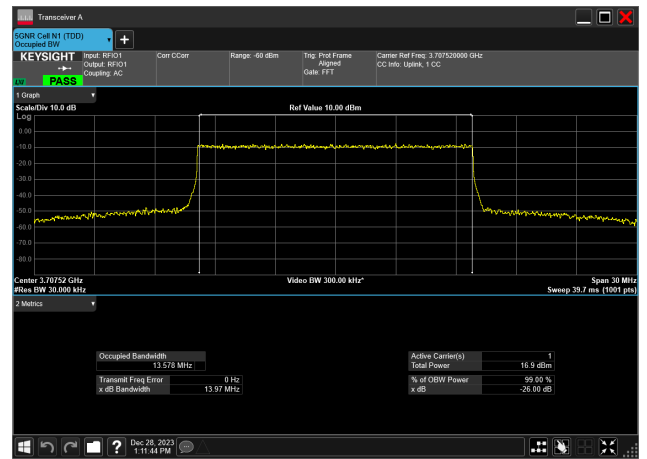 Transceiver A
5GNR Cell N1 (TDD)
Occupied BW
KEYSIGHT
LW PASS
Input: RFIO1
Output: RFIO1
Coupling: AC
Corr CCorr
Range: -60 dBm
Trig: Prot Frame
Aligned
Gate: FFT
Carrier Ref Freq: 3.707520000 GHz
CC Info: Uplink, 1 CC
1 Graph
Scale/Div 10.0 dB
Ref Value 10.00 dBm
Log
0.00
-10.0
-20.0
-30.0
-40.0
-50.0
-60.0
-70.0
-80.0
Center 3.70752 GHz
Video BW 300.00 kHz*
Span 30 MHz
#Res BW 30.000 kHz
Sweep 39.7 ms (1001 pts)
2 Metrics
Occupied Bandwidth
13.578 MHz
Transmit Freq Error 0 Hz
x dB Bandwidth 13.97 MHz
Active Carrier(s) 1
Total Power 16.9 dBm
% of OBW Power 99.00 %
x dB -26.00 dB
Dec 28, 2023
1:11:44 PM